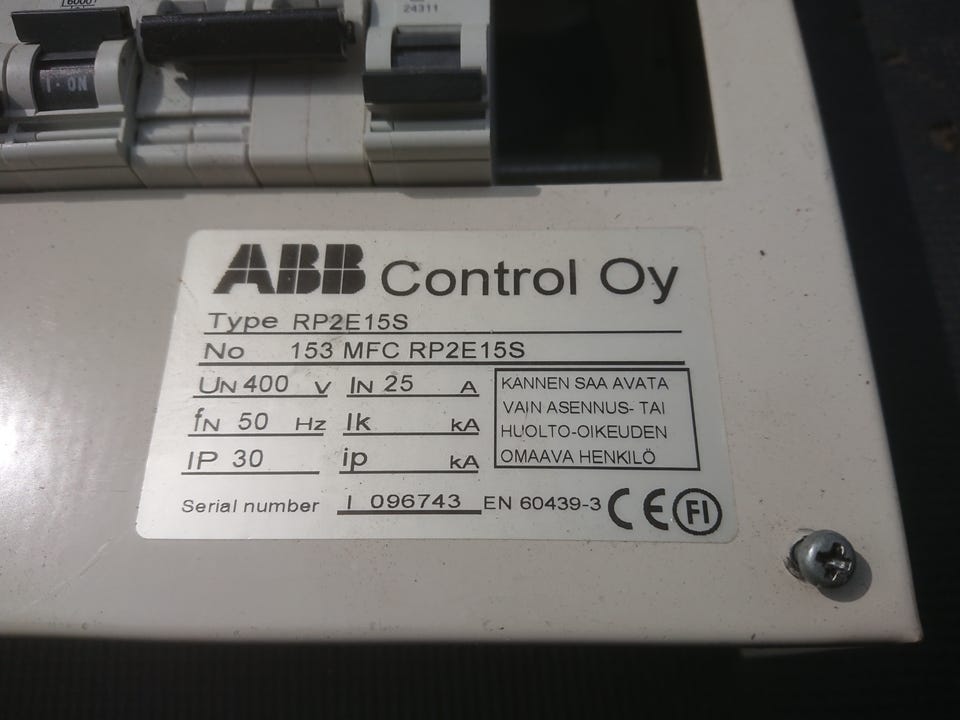 6000
24311
I · ON
ABB Control Oy
Type RP2E15S
No 153 MFC RP2E15S
UN 400 V IN 25 A
fN 50 Hz Ik kA
IP 30 ip kA
KANNEN SAA AVATA
VAIN ASENNUS- TAI
HUOLTO-OIKEUDEN
OMAAVA HENKILÖ
Serial number I 096743 EN 60439-3 CE FI